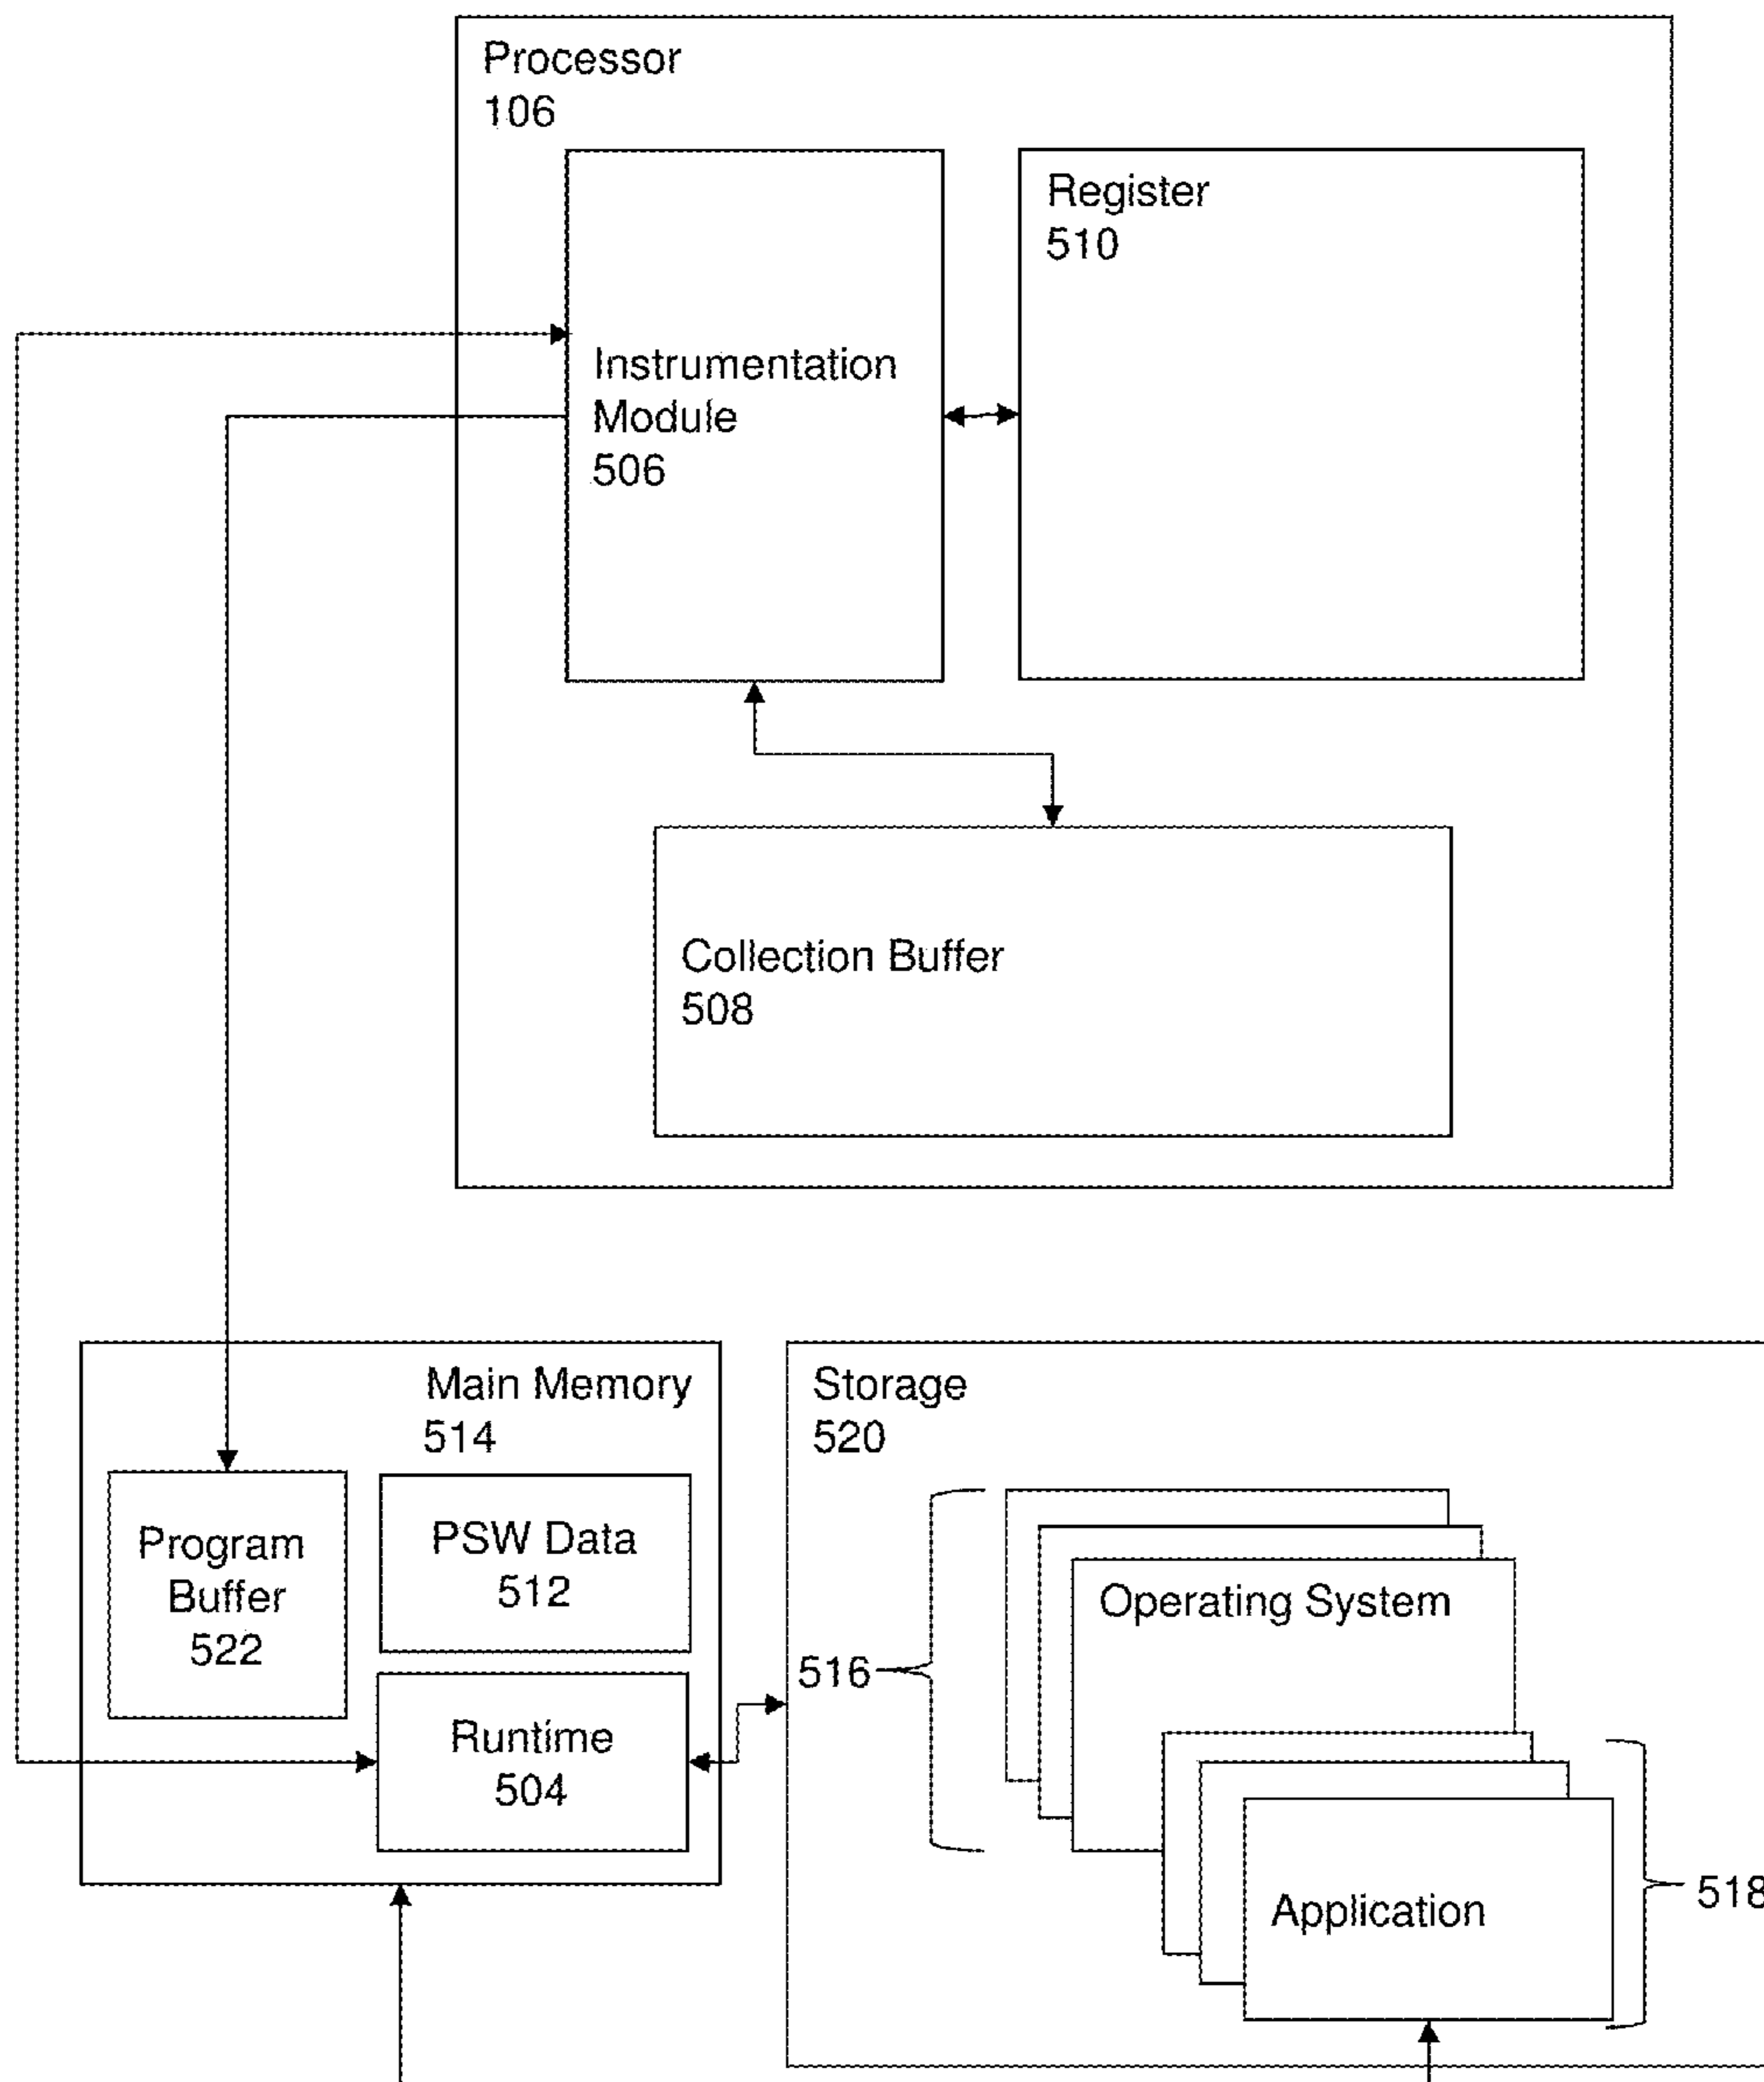 Processor
106
Register
510
Instrumentation
Module
506
Collection Buffer
508
Main Memory
514
Program
Buffer
522
PSW Data
512
Runtime
504
Storage
520
Operating System
516
Application
518